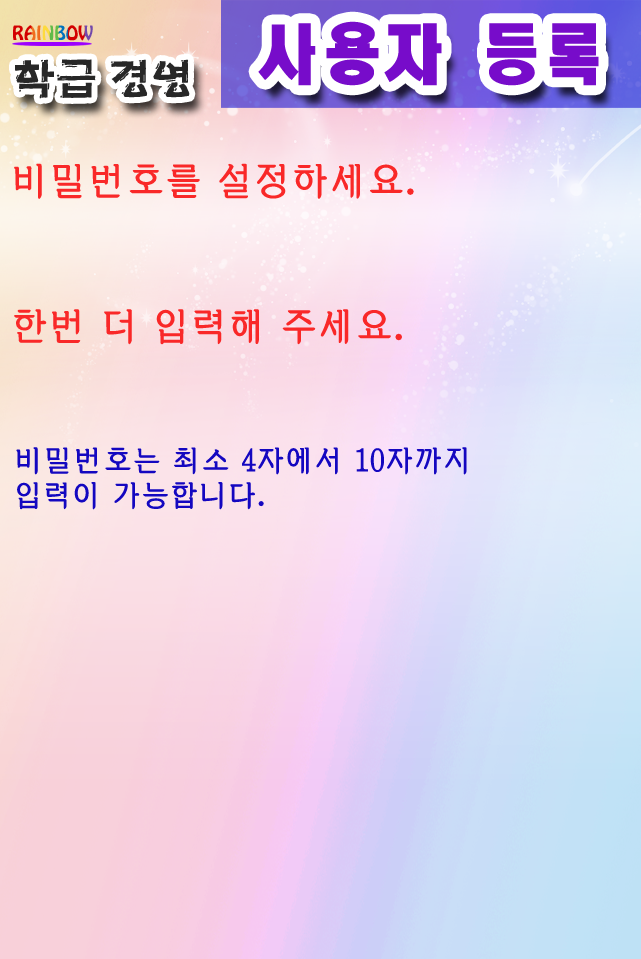 RAINBOW
학급 경영
사용자 등록
비밀번호를 설정하세요.
한번 더 입력해 주세요.
비밀번호는 최소 4자에서 10자까지
입력이 가능합니다.